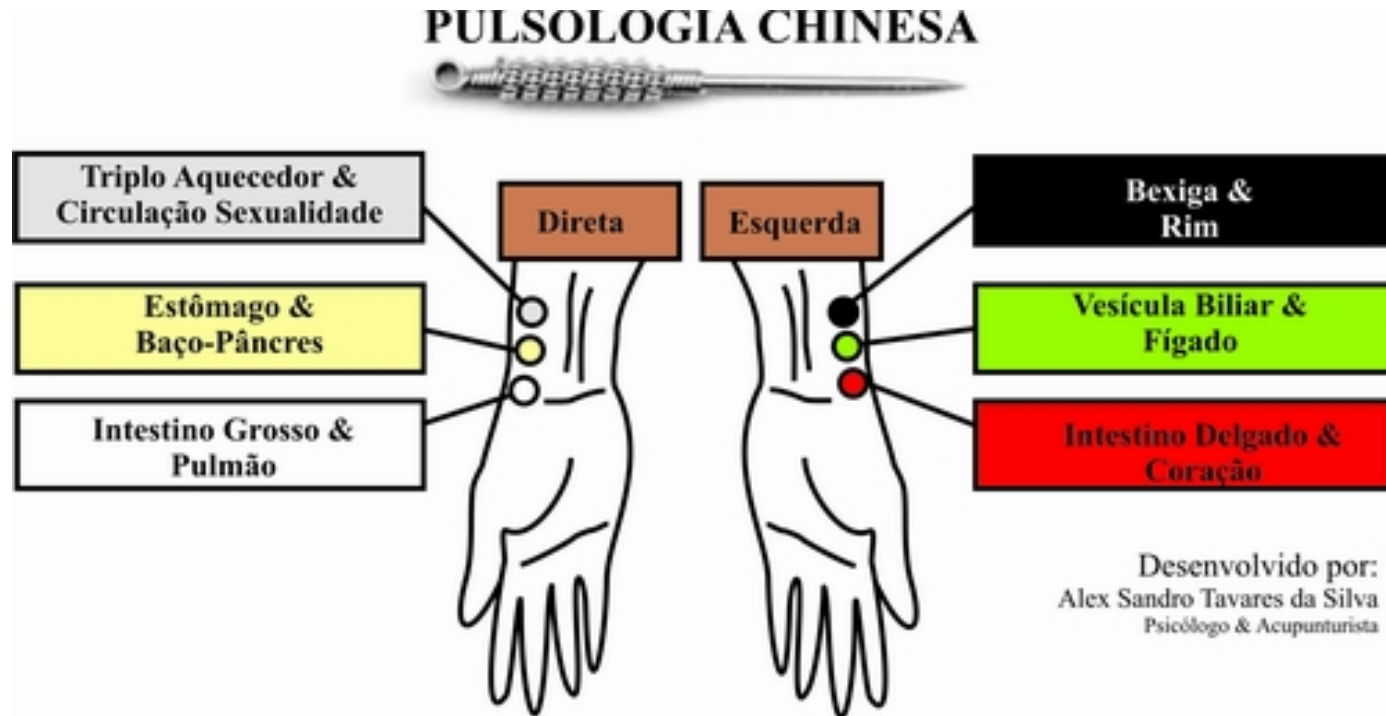 PULSOLOGIA CHINESA
Triplo Aquecedor &
Circulação Sexualidade
Direta
Esquerda
Bexiga &
Rim
Estômago &
Baço-Pâncres
Vesícula Biliar &
Fígado
Intestino Grosso &
Pulmão
Intestino Delgado &
Coração
Desenvolvido por:
Alex Sandro Tavares da Silva
Psicólogo & Acupunturista